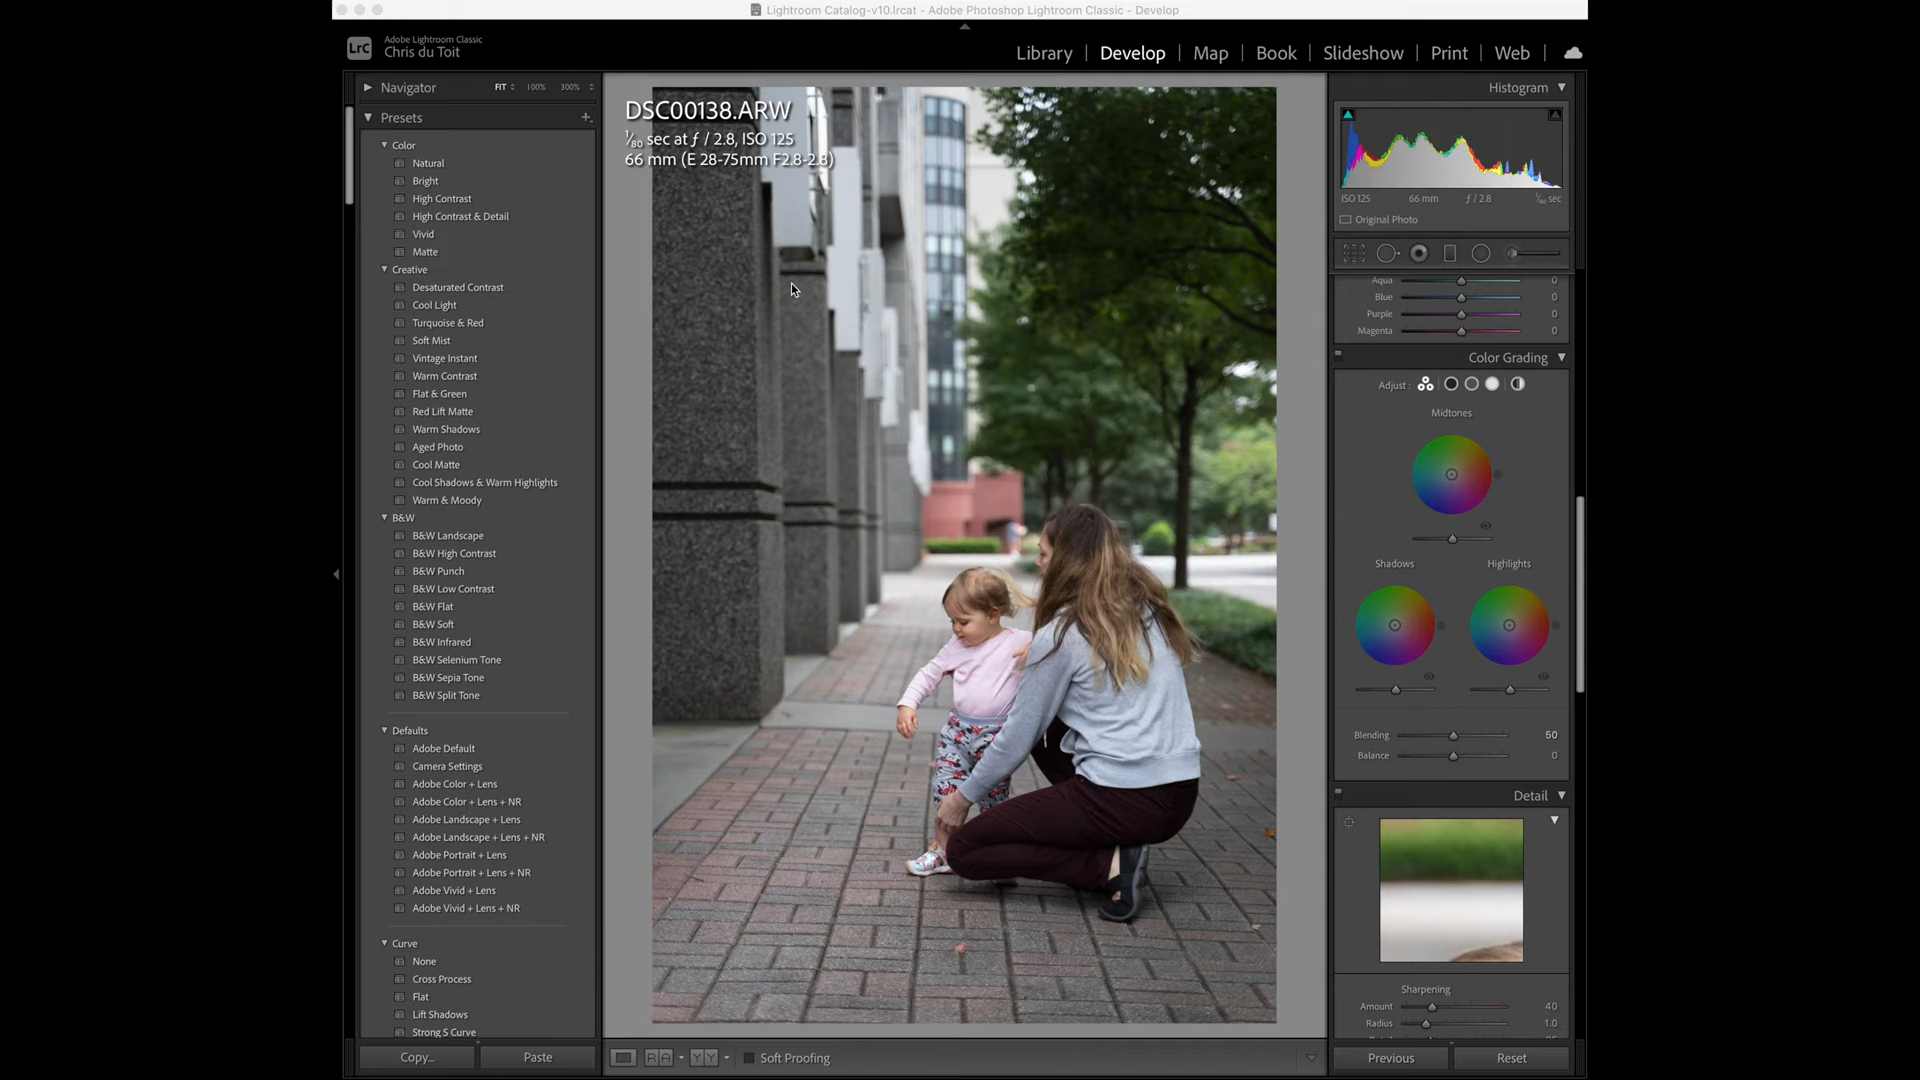 Lightroom Catalog-v10.lrcat - Adobe Photoshop Lightroom Classic - Develop
LrC
Adobe Lightroom Classic
Chris du Toit
Library
Develop
Map
Book
Slideshow
Print
Web
Navigator
FIT
100%
300%
Presets
Color
Natural
Bright
High Contrast
High Contrast & Detail
Vivid
Matte
Creative
Desaturated Contrast
Cool Light
Turquoise & Red
Soft Mist
Vintage Instant
Warm Contrast
Flat & Green
Red Lift Matte
Warm Shadows
Aged Photo
Cool Matte
Cool Shadows & Warm Highlights
Warm & Moody
B&W
B&W Landscape
B&W High Contrast
B&W Punch
B&W Low Contrast
B&W Flat
B&W Soft
B&W Infrared
B&W Selenium Tone
B&W Sepia Tone
B&W Split Tone
Defaults
Adobe Default
Camera Settings
Adobe Color + Lens
Adobe Color + Lens + NR
Adobe Landscape + Lens
Adobe Landscape + Lens + NR
Adobe Portrait + Lens
Adobe Portrait + Lens + NR
Adobe Vivid + Lens
Adobe Vivid + Lens + NR
Curve
None
Cross Process
Flat
Lift Shadows
Strong S Curve
Copy...
Paste
DSC00138.ARW
1/80 sec at ƒ / 2.8, ISO 125
66 mm (E 28-75mm F2.8-2.8)
RA
YY
Soft Proofing
Histogram
ISO 125
66 mm
ƒ / 2.8
1/80 sec
Original Photo
Aqua 0
Blue 0
Purple 0
Magenta 0
Color Grading
Adjust :
Midtones
Shadows
Highlights
Blending 50
Balance 0
Detail
Sharpening
Amount 40
Radius 1.0
Previous
Reset